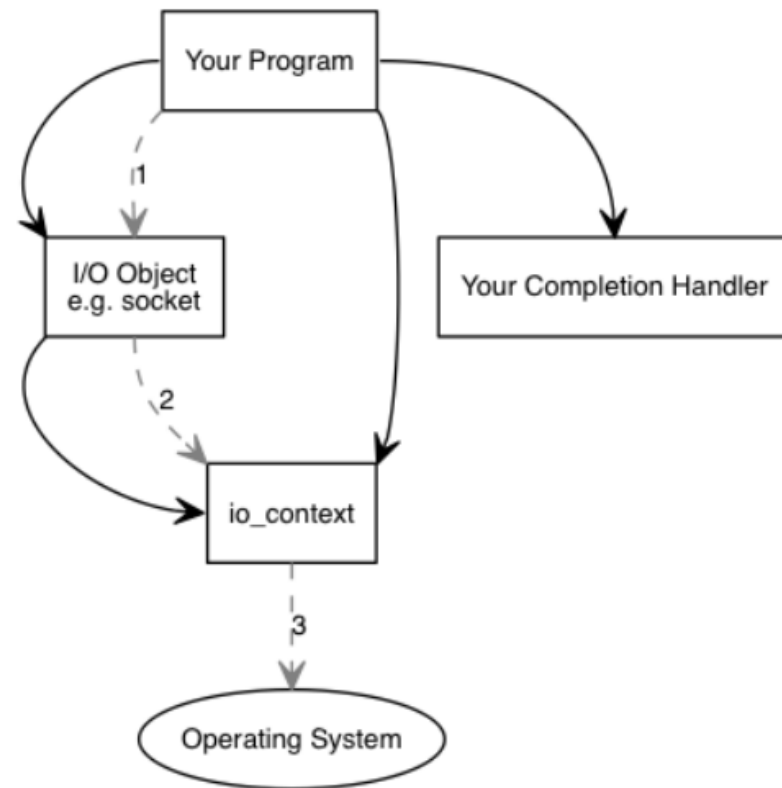 Your Program
1
I/O Object
e.g. socket
Your Completion Handler
2
io_context
3
Operating System